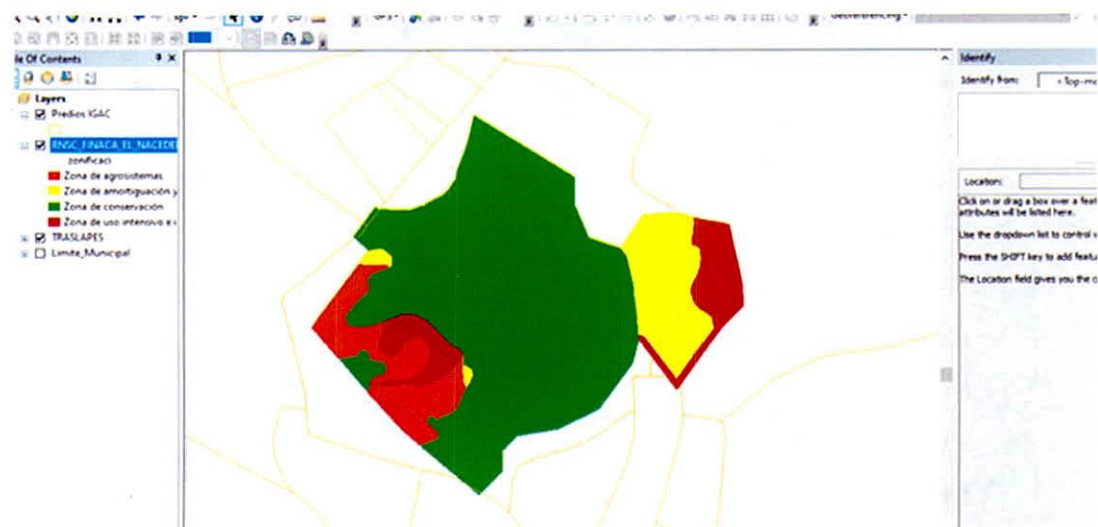 Georeferencing
le Of Contents
Layers
Predios IGAC
RNSC_FINACA_EL_NACEDE
zonificaci
Zona de agrosistemas
Zona de amortiguación y
Zona de conservación
Zona de uso intensivo e i
TRASLAPES
Limite_Municipal
Identify
Identify from:
Location:
Click on or drag a box over a feat
attributes will be listed here.
Use the dropdown list to control w
Press the SHIFT key to add featu
The Location field gives you the o